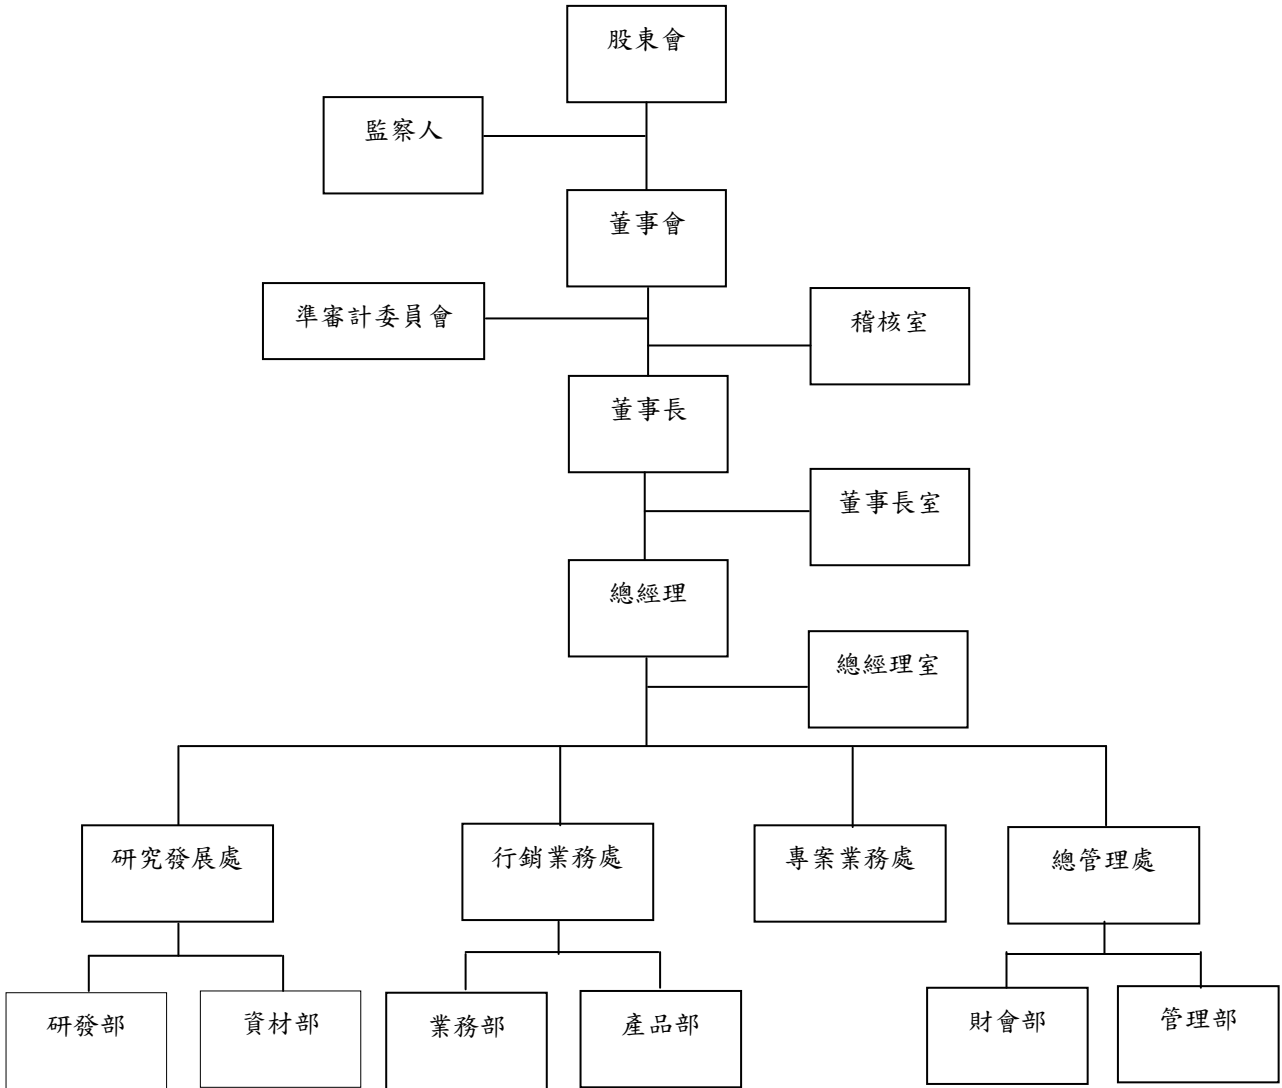 股東會
監察人
董事會
準審計委員會
稽核室
董事長
董事長室
總經理
總經理室
研究發展處
行銷業務處
專案業務處
總管理處
研發部
資材部
業務部
產品部
財會部
管理部